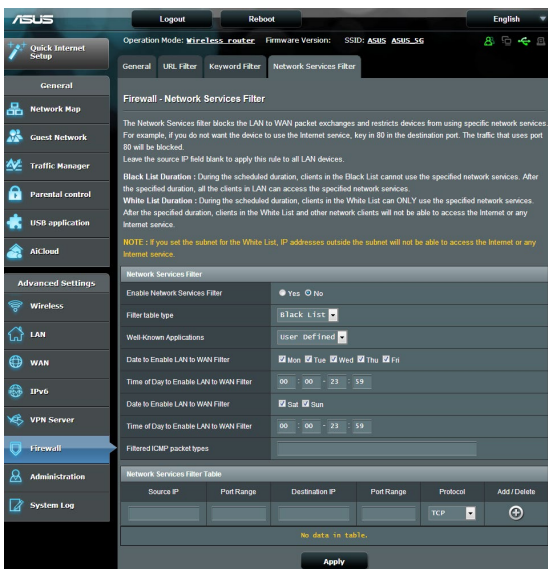 ASUS
Logout
Reboot
English
Quick Internet Setup
Operation Mode: Wireless router Firmware Version: SSID: ASUS ASUS_5G
General URL Filter Keyword Filter Network Services Filter
General
Network Map
Guest Network
Traffic Manager
Parental control
USB application
AiCloud
Advanced Settings
Wireless
LAN
WAN
IPv6
VPN Server
Firewall
Administration
System Log
Firewall - Network Services Filter
The Network Services filter blocks the LAN to WAN packet exchanges and restricts devices from using specific network services.
For example, if you do not want the device to use the Internet service, key in 80 in the destination port. The traffic that uses port
80 will be blocked.
Leave the source IP field blank to apply this rule to all LAN devices.
Black List Duration : During the scheduled duration, clients in the Black List cannot use the specified network services. After
the specified duration, all the clients in LAN can access the specified network services.
White List Duration : During the scheduled duration, clients in the White List can ONLY use the specified network services.
After the specified duration, clients in the White List and other network clients will not be able to access the Internet or any
Internet service.
NOTE : If you set the subnet for the White List, IP addresses outside the subnet will not be able to access the Internet or any
Internet service.
Network Services Filter
Enable Network Services Filter Yes No
Filter table type Black List
Well-Known Applications User Defined
Date to Enable LAN to WAN Filter Mon Tue Wed Thu Fri
Time of Day to Enable LAN to WAN Filter 00 : 00 - 23 : 59
Date to Enable LAN to WAN Filter Sat Sun
Time of Day to Enable LAN to WAN Filter 00 : 00 - 23 : 59
Filtered ICMP packet types
Network Services Filter Table
Source IP Port Range Destination IP Port Range Protocol Add / Delete
TCP
No data in table.
Apply